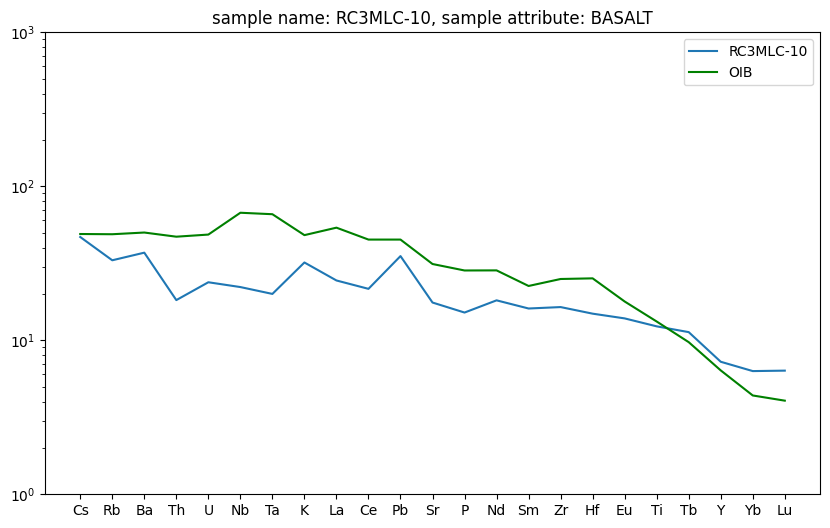 sample name: RC3MLC-10, sample attribute: BASALT
RC3MLC-10
OIB
10³
10²
10¹
10⁰
Cs Rb Ba Th U Nb Ta K La Ce Pb Sr P Nd Sm Zr Hf Eu Ti Tb Y Yb Lu